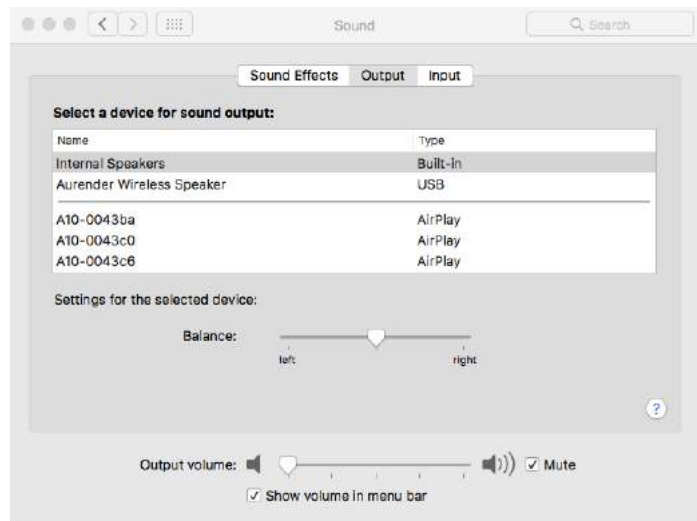 Sound
Search
Sound Effects Output Input
Select a device for sound output:
Name Type
Internal Speakers Built-in
Aurender Wireless Speaker USB
A10-0043ba AirPlay
A10-0043c0 AirPlay
A10-0043c6 AirPlay
Settings for the selected device:
Balance:
left right
?
Output volume: Mute
Show volume in menu bar